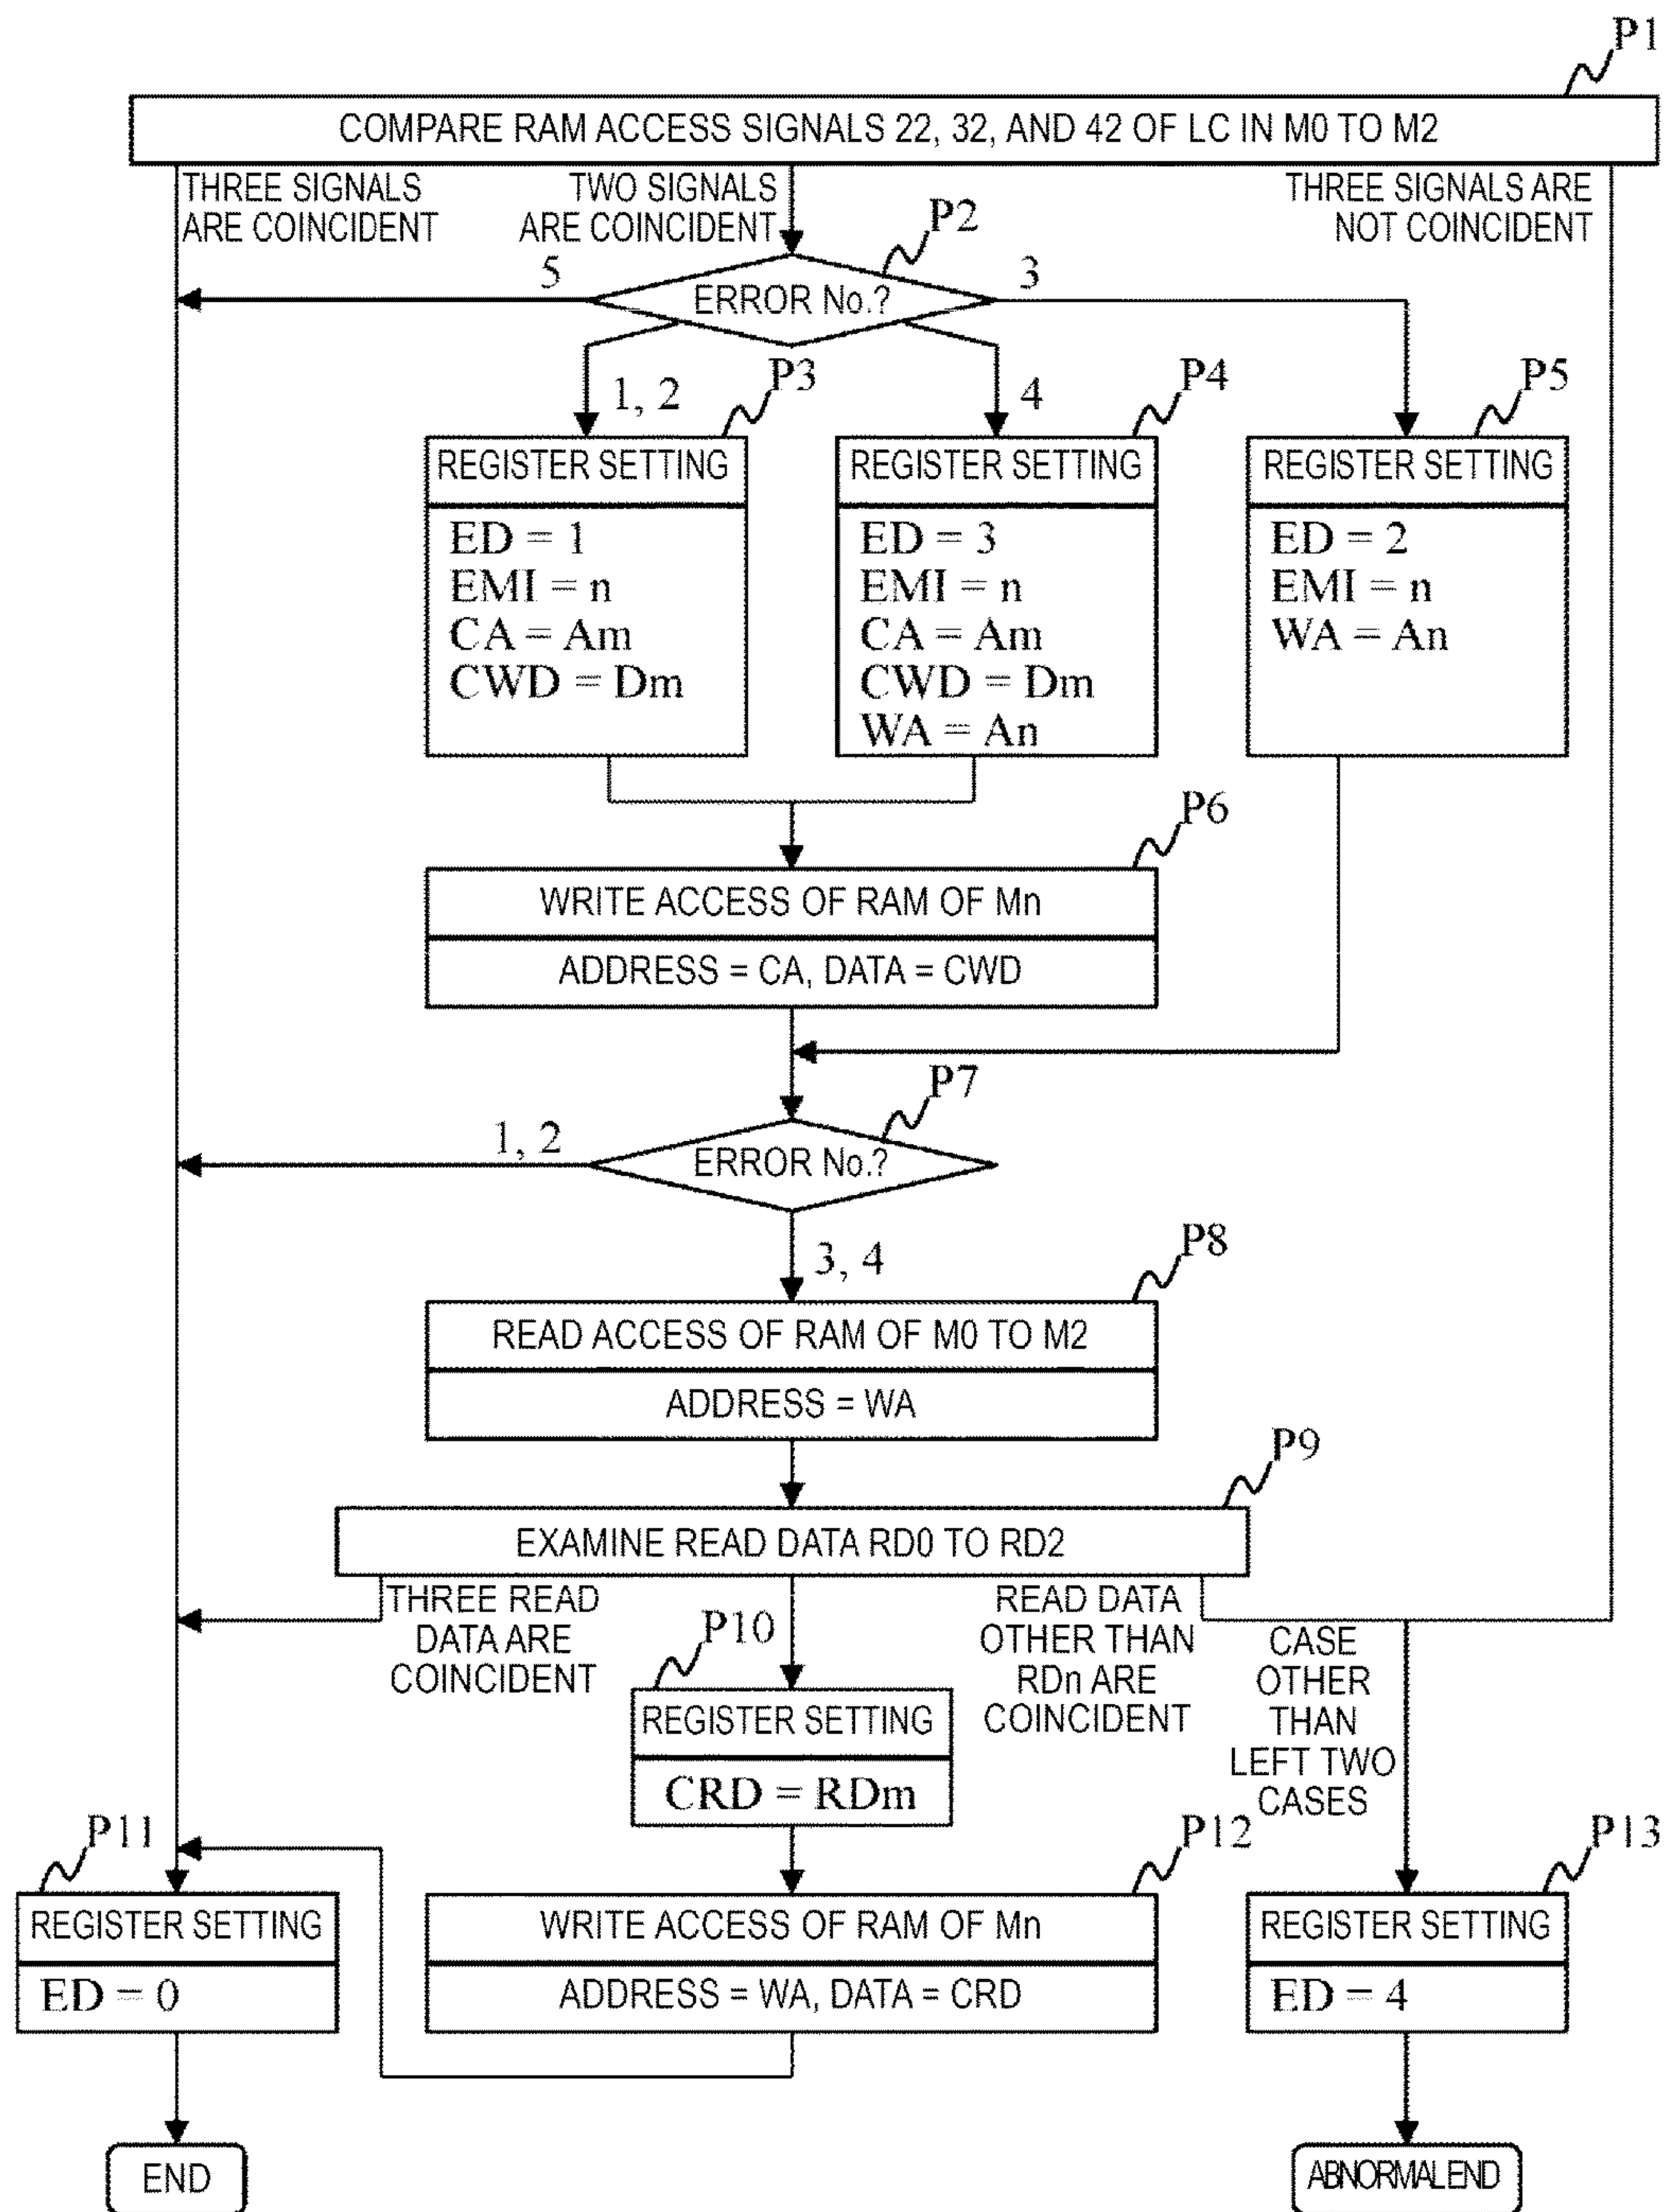 P1
COMPARE RAM ACCESS SIGNALS 22, 32, AND 42 OF LC IN M0 TO M2
THREE SIGNALS
ARE COINCIDENT
TWO SIGNALS
ARE COINCIDENT
THREE SIGNALS ARE
NOT COINCIDENT
P2
5
ERROR No.?
3
1, 2
P3
4
P4
P5
REGISTER SETTING
ED = 1
EMI = n
CA = Am
CWD = Dm
REGISTER SETTING
ED = 3
EMI = n
CA = Am
CWD = Dm
WA = An
REGISTER SETTING
ED = 2
EMI = n
WA = An
P6
WRITE ACCESS OF RAM OF Mn
ADDRESS = CA, DATA = CWD
P7
1, 2
ERROR No.?
3, 4
P8
READ ACCESS OF RAM OF M0 TO M2
ADDRESS = WA
P9
EXAMINE READ DATA RD0 TO RD2
THREE READ
DATA ARE
COINCIDENT
READ DATA
OTHER THAN
RDn ARE
COINCIDENT
CASE
OTHER
THAN
LEFT TWO
CASES
P10
REGISTER SETTING
CRD = RDm
P11
REGISTER SETTING
ED = 0
P12
WRITE ACCESS OF RAM OF Mn
ADDRESS = WA, DATA = CRD
P13
REGISTER SETTING
ED = 4
END
ABNORMAL END